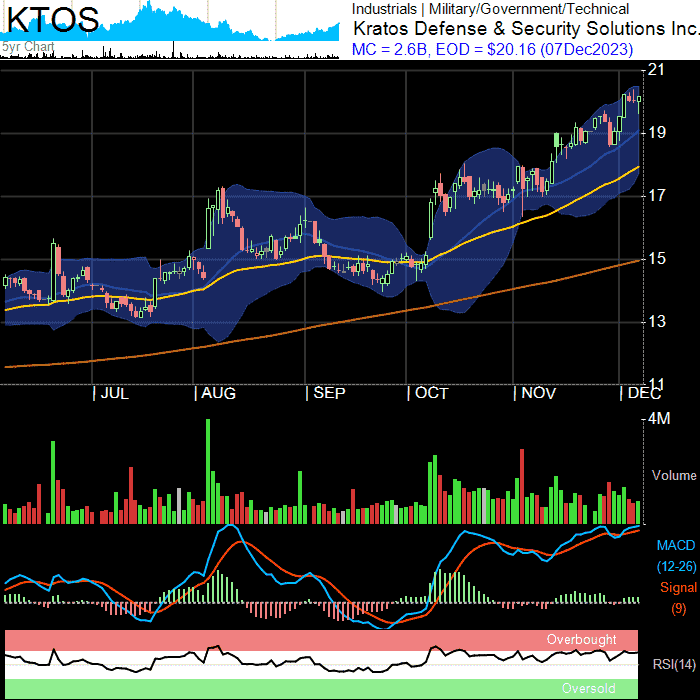 KTOS
5yr Chart
Industrials | Military/Government/Technical
Kratos Defense & Security Solutions Inc.
MC = 2.6B, EOD = $20.16 (07Dec2023)
21
19
17
15
13
11
JUL AUG SEP OCT NOV DEC
4M
Volume
MACD
(12-26)
Signal
(9)
Overbought
RSI(14)
Oversold